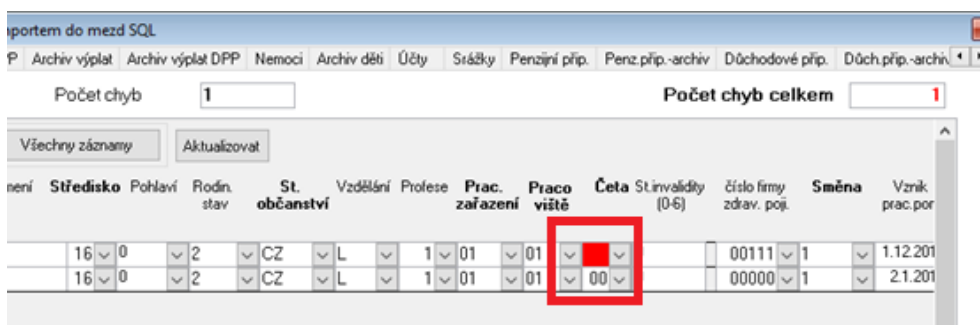 mportem do mezd SQL
P Archiv výplat Archiv výplat DPP Nemoci Archiv děti Účty Srážky Penzijní přip. Penz.přip.-archiv Důchodové přip. Důch.přip.-archiv
Počet chyb 1 Počet chyb celkem 1
Všechny záznamy Aktualizovat
mení Středisko Pohlaví Rodin. stav St. občanství Vzdělání Profese Prac. zařazení Praco viště Četa St.invalidity (0-6) číslo firmy zdrav. poji. Směna Vznik prac.por
16 0 2 CZ L 1 01 01 00111 1 1.12.201
16 0 2 CZ L 1 01 01 00 00000 1 2.1.201